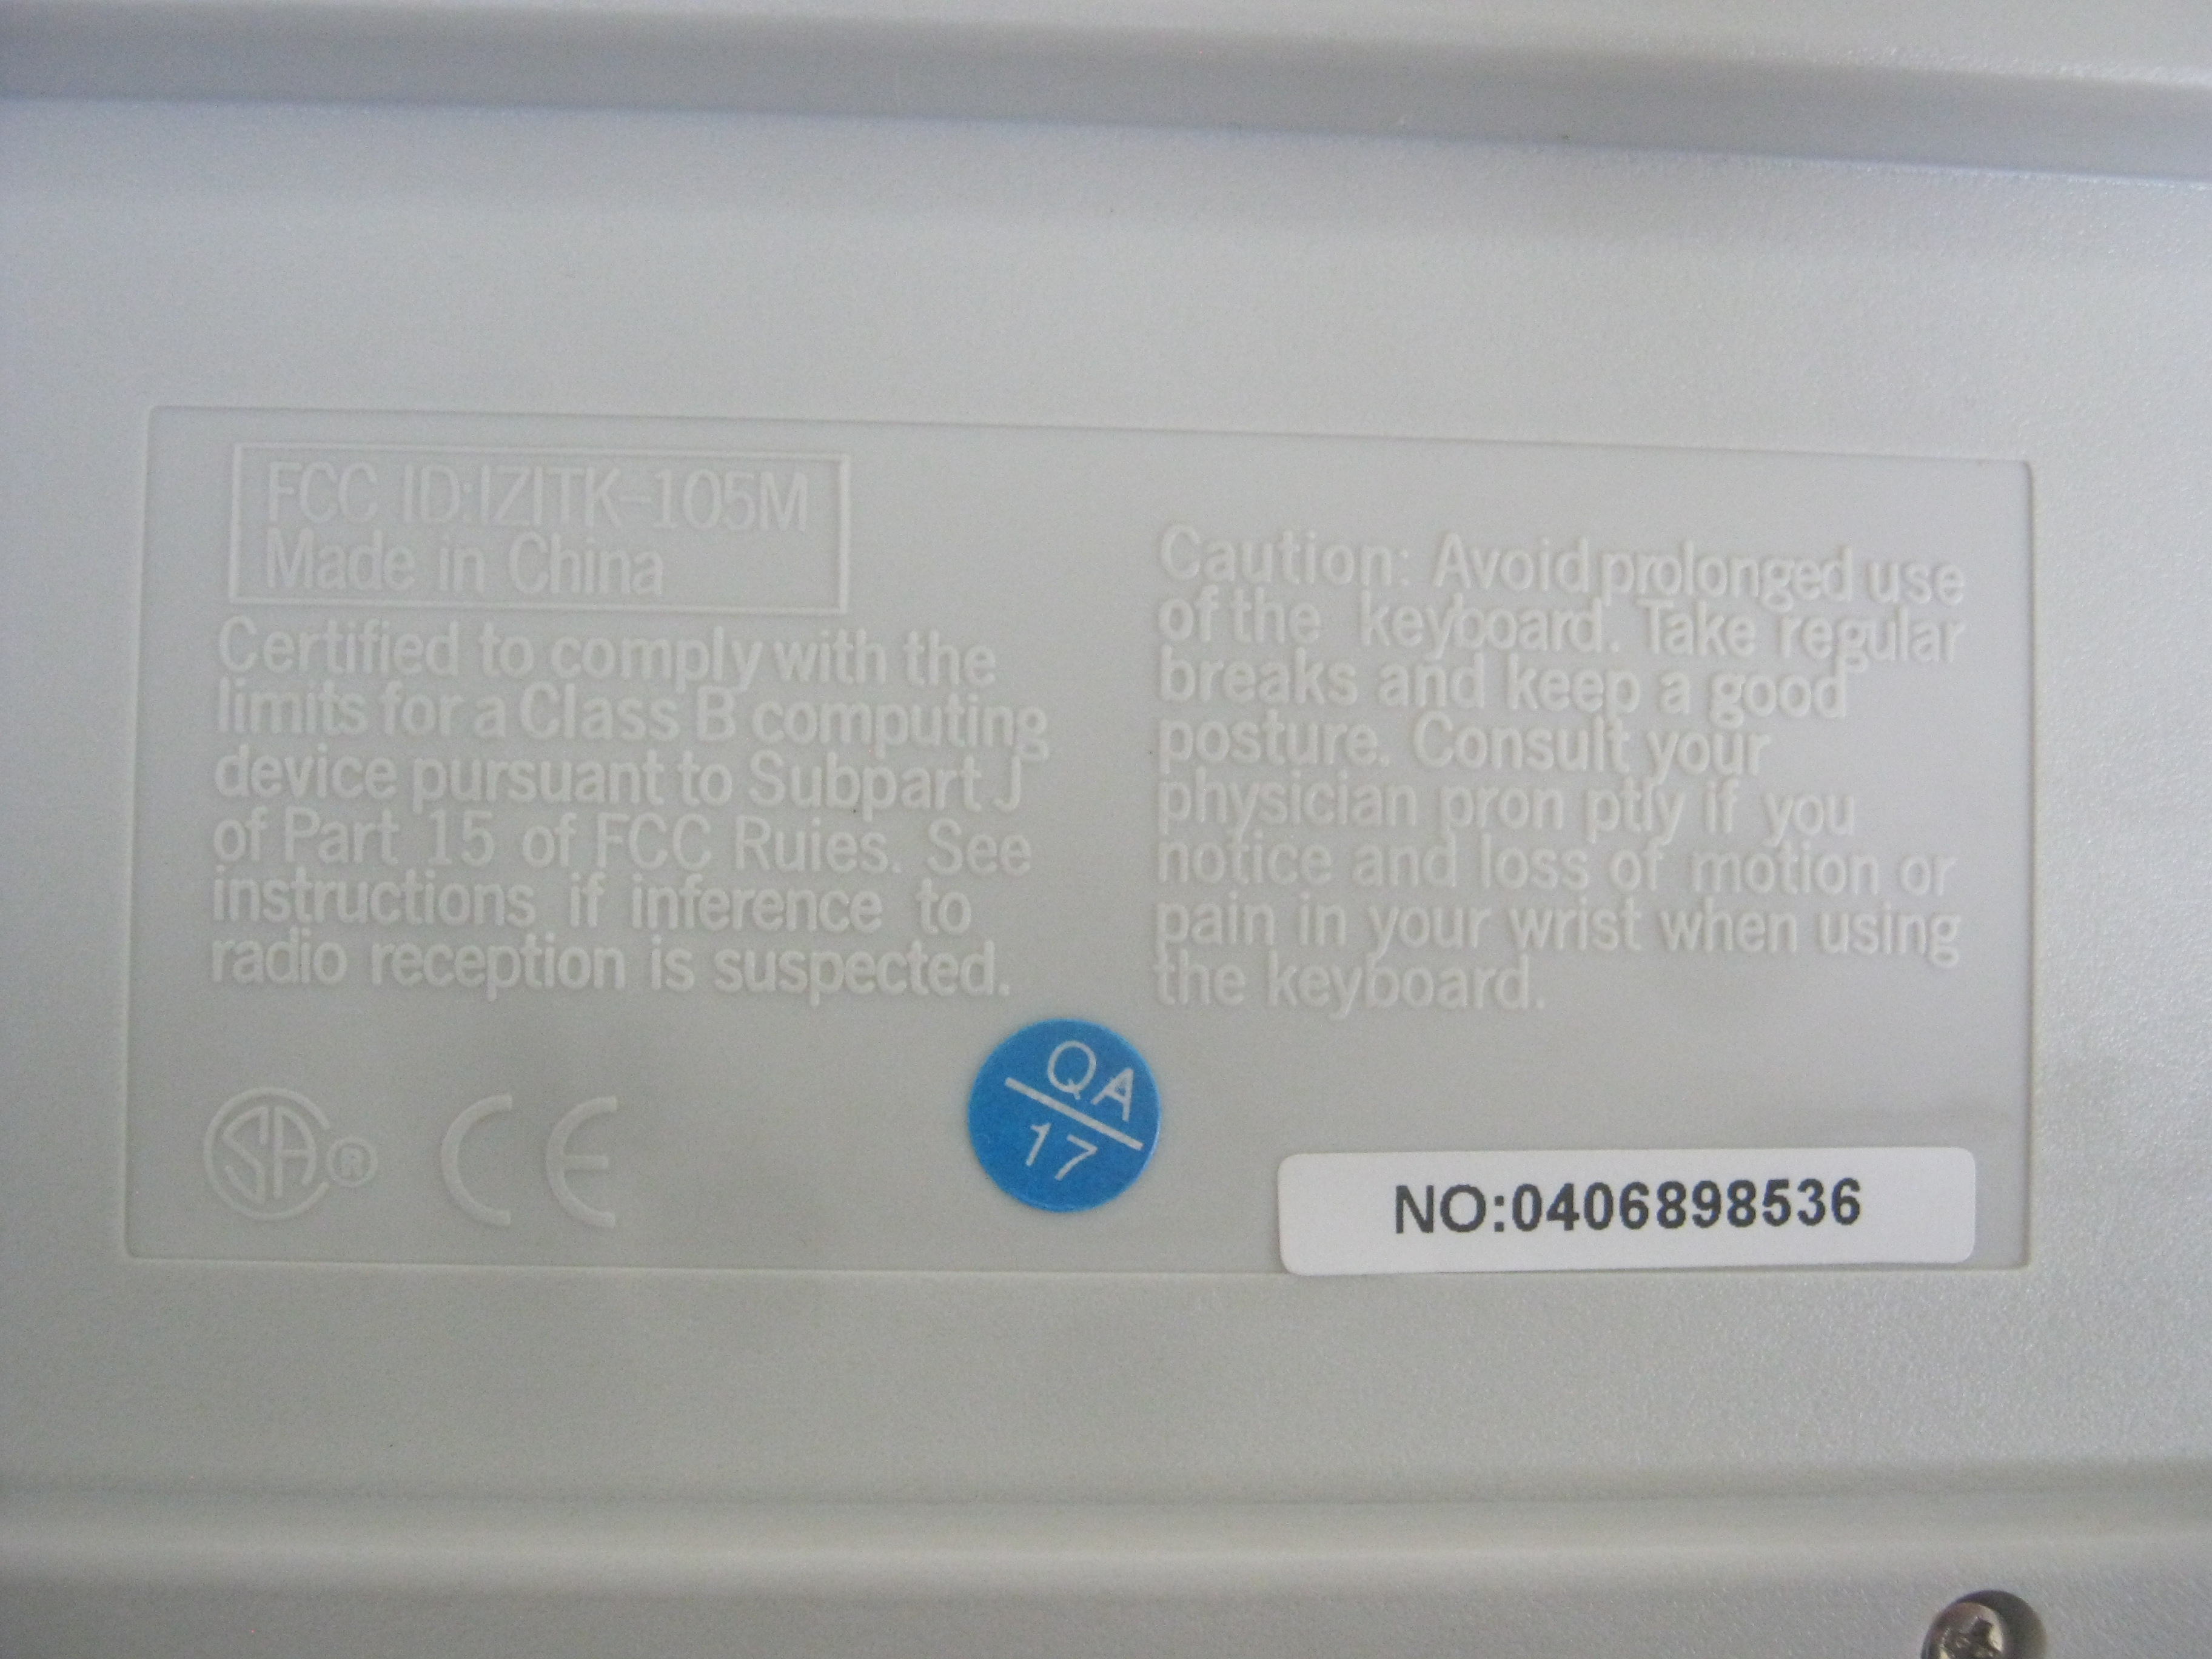 FCC ID:IZITK-105M
Made in China
Certified to comply with the
limits for a Class B computing
device pursuant to Subpart J
of Part 15 of FCC Ruies. See
instructions if inference to
radio reception is suspected.
Caution: Avoid prolonged use
of the keyboard. Take regular
breaks and keep a good
posture. Consult your
physician pron ptly if you
notice and loss of motion or
pain in your wrist when using
the keyboard.
SA ®
CE
QA
17
NO:0406898536